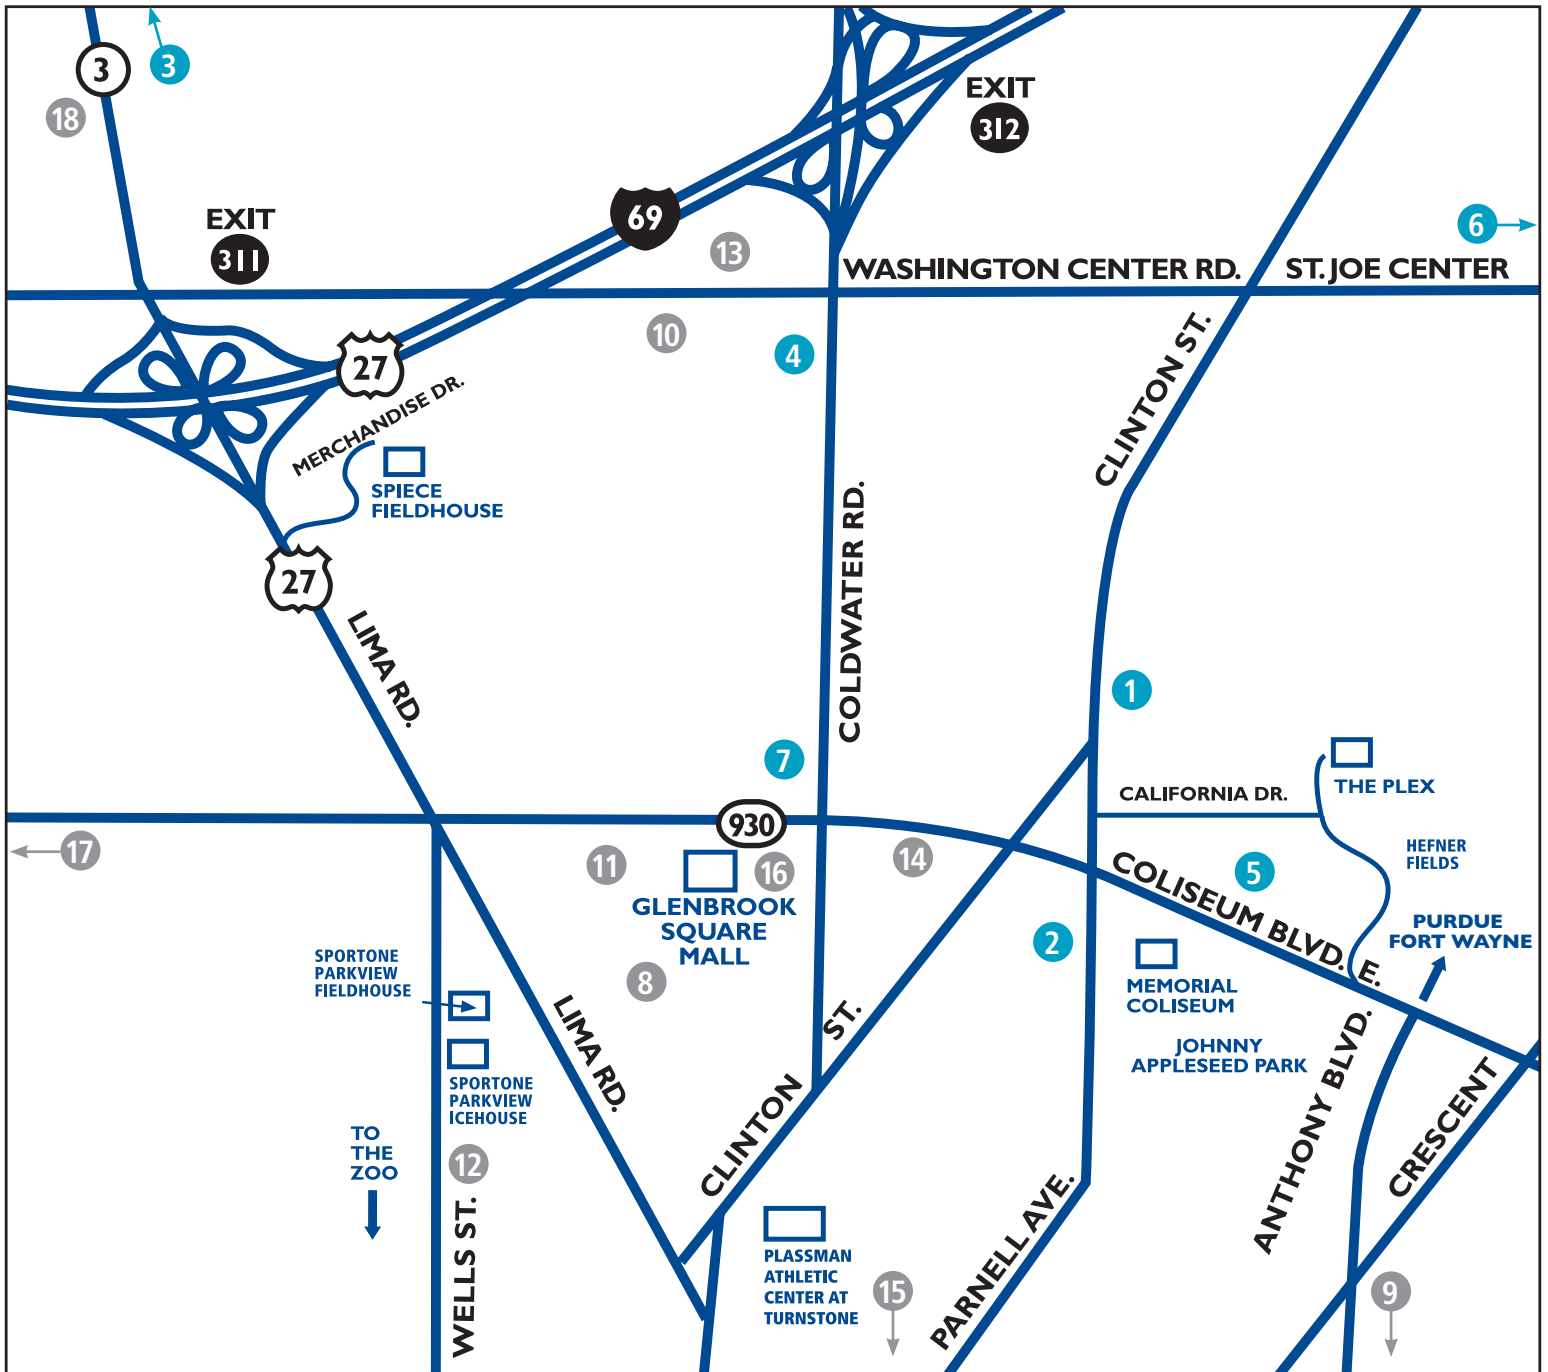 3
3
18
EXIT
312
EXIT
311
69
13
6
WASHINGTON CENTER RD.
ST. JOE CENTER
10
4
27
MERCHANDISE DR.
CLINTON ST.
SPIECE
FIELDHOUSE
27
LIMA RD.
COLDWATER RD.
1
7
THE PLEX
CALIFORNIA DR.
930
17
11
16
14
HEFNER
FIELDS
5
COLISEUM BLVD. E.
GLENBROOK
SQUARE
MALL
PURDUE
FORT WAYNE
2
SPORTONE
PARKVIEW
FIELDHOUSE
8
MEMORIAL
COLISEUM
LIMA RD.
CLINTON ST.
JOHNNY
APPLESEED PARK
ANTHONY BLVD.
SPORTONE
PARKVIEW
ICEHOUSE
CRESCENT
TO
THE
ZOO
12
WELLS ST.
PARNELL AVE.
PLASSMAN
ATHLETIC
CENTER AT
TURNSTONE
15
9